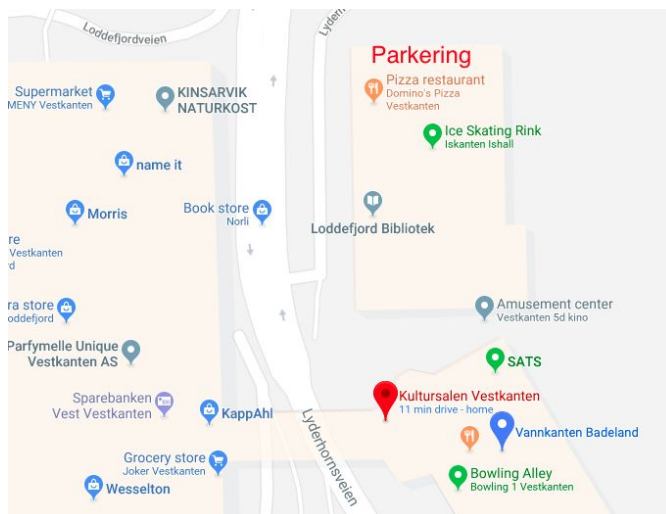 Loddefjordveien
Lyder
Parkering
Supermarket
MENY Vestkanten
KINSARVIK
NATURKOST
Pizza restaurant
Domino's Pizza
Vestkanten
Ice Skating Rink
Iskanten Ishall
name it
Morris
Book store
Norli
Loddefjord Bibliotek
re
Vestkanten
rd
ra store
oddefjord
Amusement center
Vestkanten 5d kino
Parfymelle Unique
Vestkanten AS
SATS
Sparebanken
Vest Vestkanten
KappAhl
Kultursalen Vestkanten
11 min drive - home
Lyderhornsveien
Vannkanten Badeland
Grocery store
Joker Vestkanten
Wesselton
Bowling Alley
Bowling 1 Vestkanten